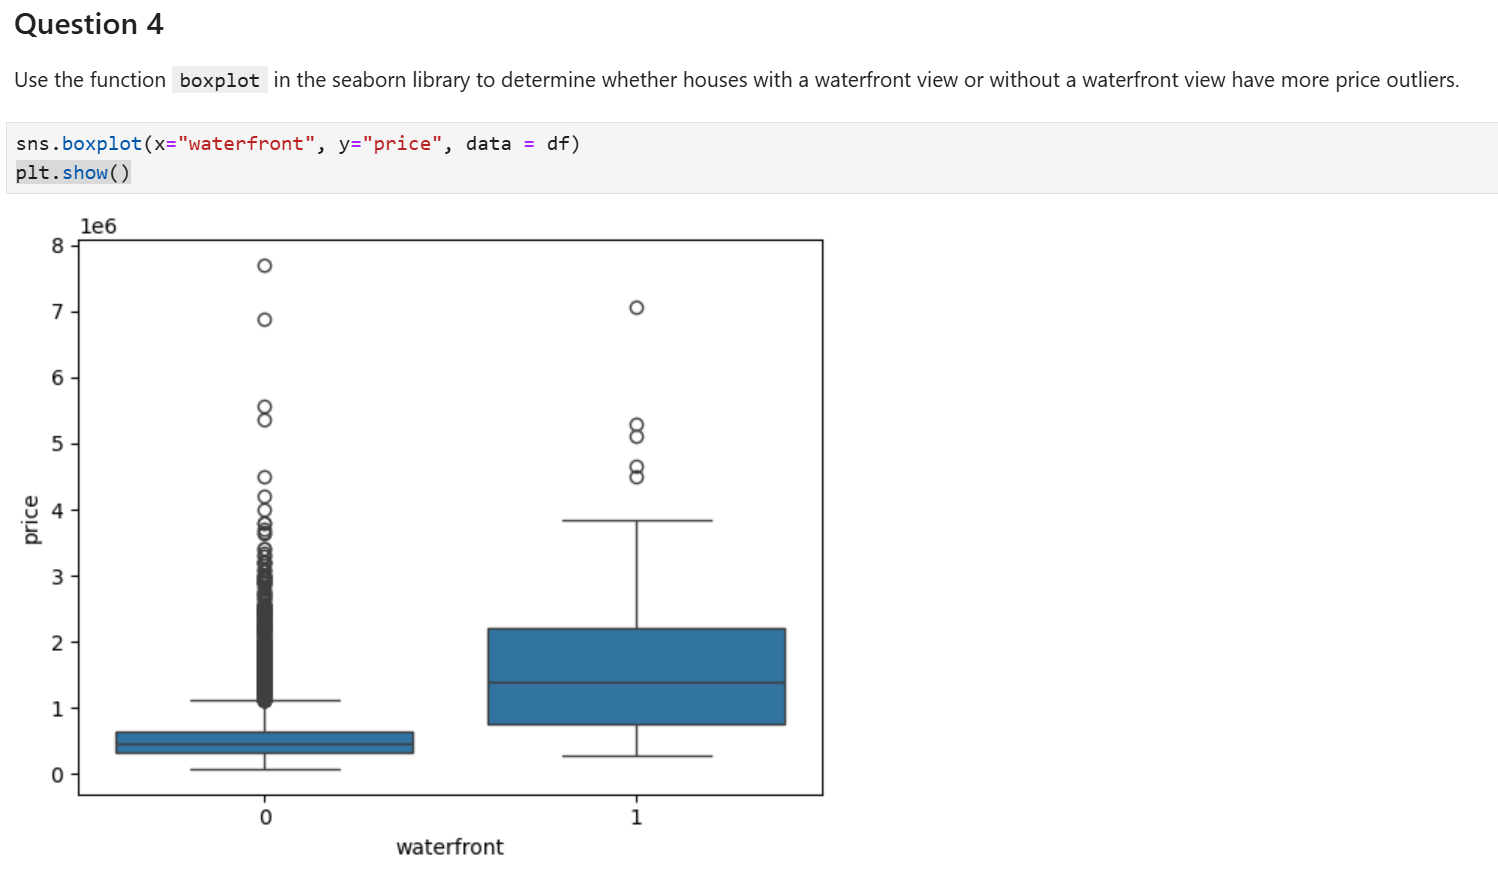 Question 4
Use the function boxplot in the seaborn library to determine whether houses with a waterfront view or without a waterfront view have more price outliers.
sns.boxplot(x="waterfront", y="price", data = df)
plt.show()
1e6
8
7
6
5
4
3
2
1
0
price
0 1
waterfront